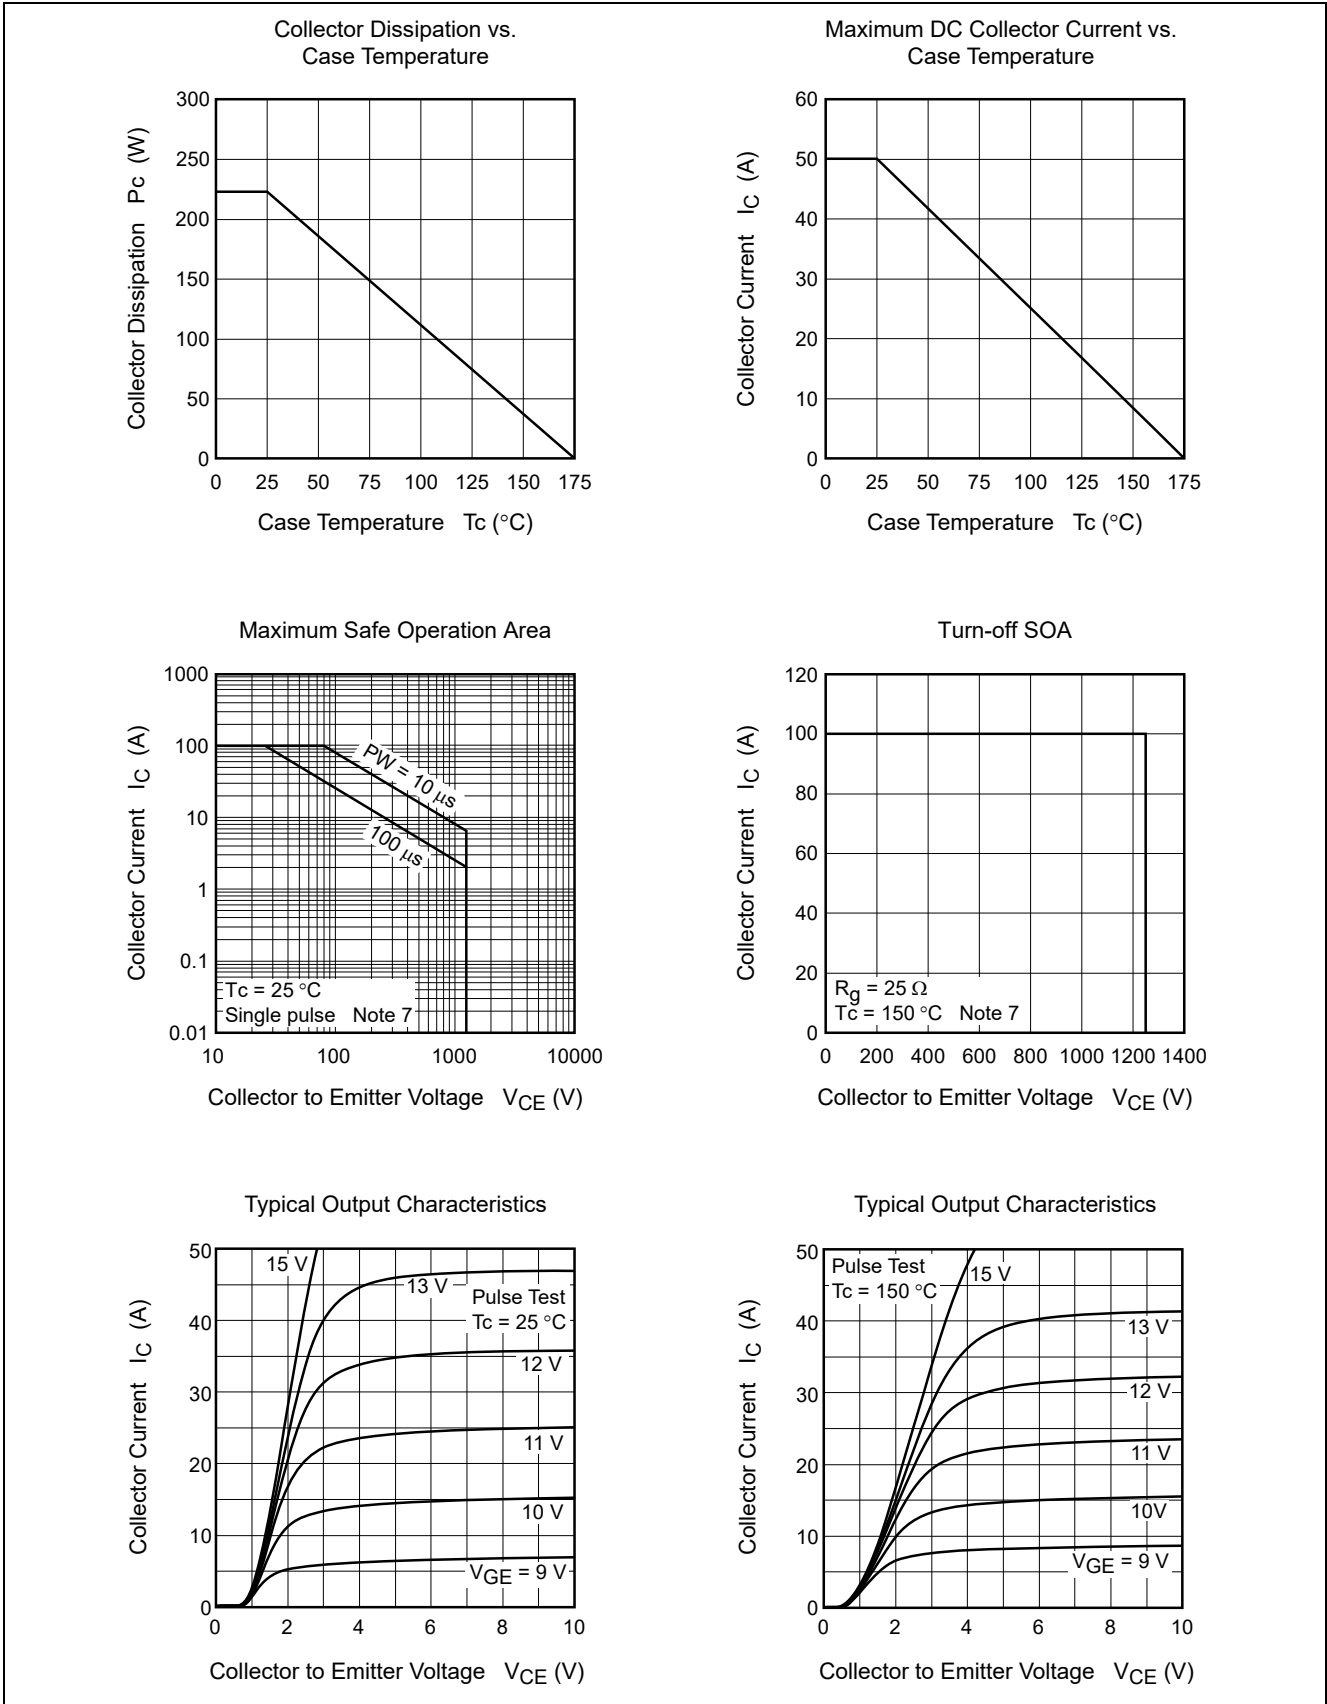 Collector Dissipation vs.
Case Temperature
300
250
200
150
100
50
0
0 25 50 75 100 125 150 175
Collector Dissipation Pc (W)
Case Temperature Tc (°C)
Maximum DC Collector Current vs.
Case Temperature
60
50
40
30
20
10
0
0 25 50 75 100 125 150 175
Collector Current IC (A)
Case Temperature Tc (°C)
Maximum Safe Operation Area
1000
100
10
1
0.1
0.01
10 100 1000 10000
Collector Current IC (A)
PW = 10 μs
100 μs
Tc = 25 °C
Single pulse Note 7
Collector to Emitter Voltage VCE (V)
Turn-off SOA
120
100
80
60
40
20
0
0 200 400 600 800 1000 1200 1400
Collector Current IC (A)
Rg = 25 Ω
Tc = 150 °C Note 7
Collector to Emitter Voltage VCE (V)
Typical Output Characteristics
50
40
30
20
10
0
0 2 4 6 8 10
Collector Current IC (A)
15 V
13 V
Pulse Test
Tc = 25 °C
12 V
11 V
10 V
VGE = 9 V
Collector to Emitter Voltage VCE (V)
Typical Output Characteristics
50
40
30
20
10
0
0 2 4 6 8 10
Collector Current IC (A)
Pulse Test
Tc = 150 °C
15 V
13 V
12 V
11 V
10V
VGE = 9 V
Collector to Emitter Voltage VCE (V)